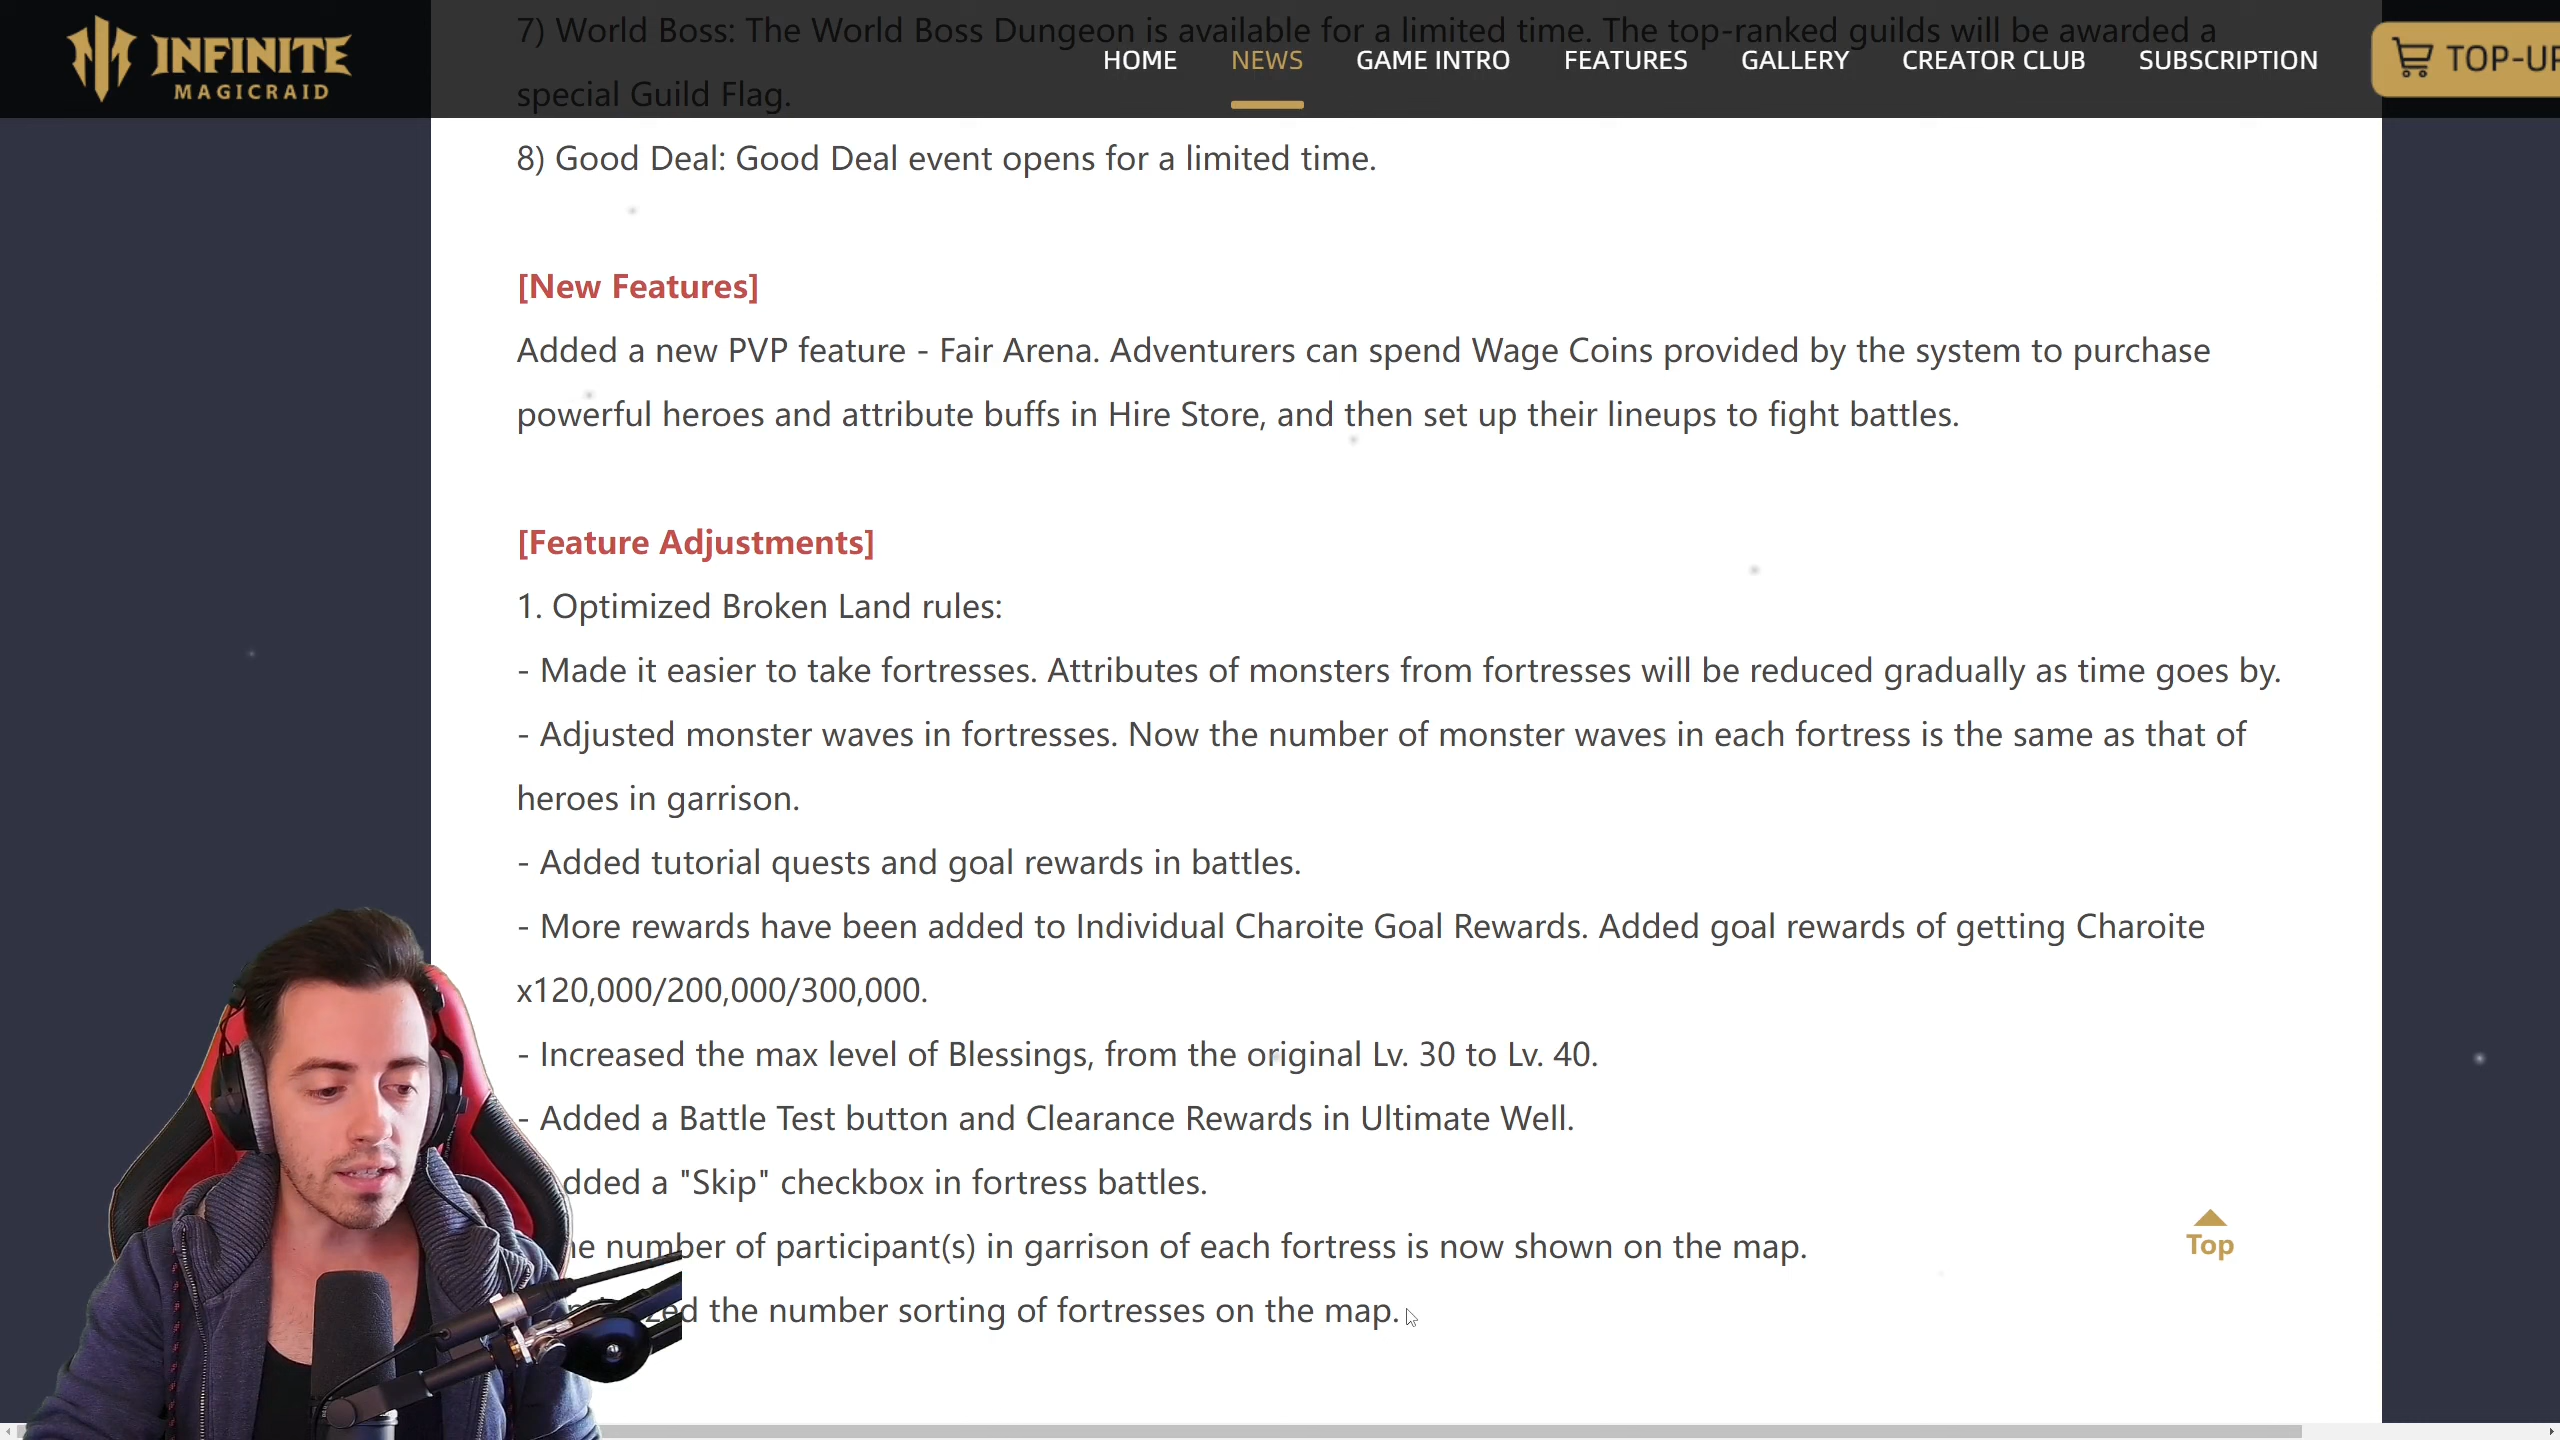 INFINITE
MAGICRAID
HOME NEWS GAME INTRO FEATURES GALLERY CREATOR CLUB SUBSCRIPTION
7) World Boss: The World Boss Dungeon is available for a limited time. The top-ranked guilds will be awarded a
special Guild Flag.
8) Good Deal: Good Deal event opens for a limited time.
[New Features]
Added a new PVP feature - Fair Arena. Adventurers can spend Wage Coins provided by the system to purchase
powerful heroes and attribute buffs in Hire Store, and then set up their lineups to fight battles.
[Feature Adjustments]
1. Optimized Broken Land rules:
- Made it easier to take fortresses. Attributes of monsters from fortresses will be reduced gradually as time goes by.
- Adjusted monster waves in fortresses. Now the number of monster waves in each fortress is the same as that of
heroes in garrison.
- Added tutorial quests and goal rewards in battles.
- More rewards have been added to Individual Charoite Goal Rewards. Added goal rewards of getting Charoite
x120,000/200,000/300,000.
- Increased the max level of Blessings, from the original Lv. 30 to Lv. 40.
- Added a Battle Test button and Clearance Rewards in Ultimate Well.
dded a "Skip" checkbox in fortress battles.
number of participant(s) in garrison of each fortress is now shown on the map.
the number sorting of fortresses on the map.
Top